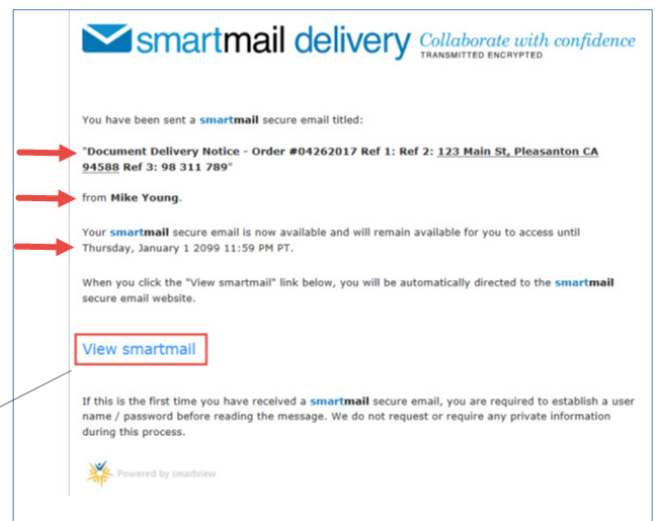 smartmail delivery Collaborate with confidence
TRANSMITTED ENCRYPTED
You have been sent a smartmail secure email titled:
"Document Delivery Notice - Order #04262017 Ref 1: Ref 2: 123 Main St, Pleasanton CA
94588 Ref 3: 98 311 789"
from Mike Young.
Your smartmail secure email is now available and will remain available for you to access until
Thursday, January 1 2099 11:59 PM PT.
When you click the "View smartmail" link below, you will be automatically directed to the smartmail
secure email website.
View smartmail
If this is the first time you have received a smartmail secure email, you are required to establish a user
name / password before reading the message. We do not request or require any private information
during this process.
Powered by smartview